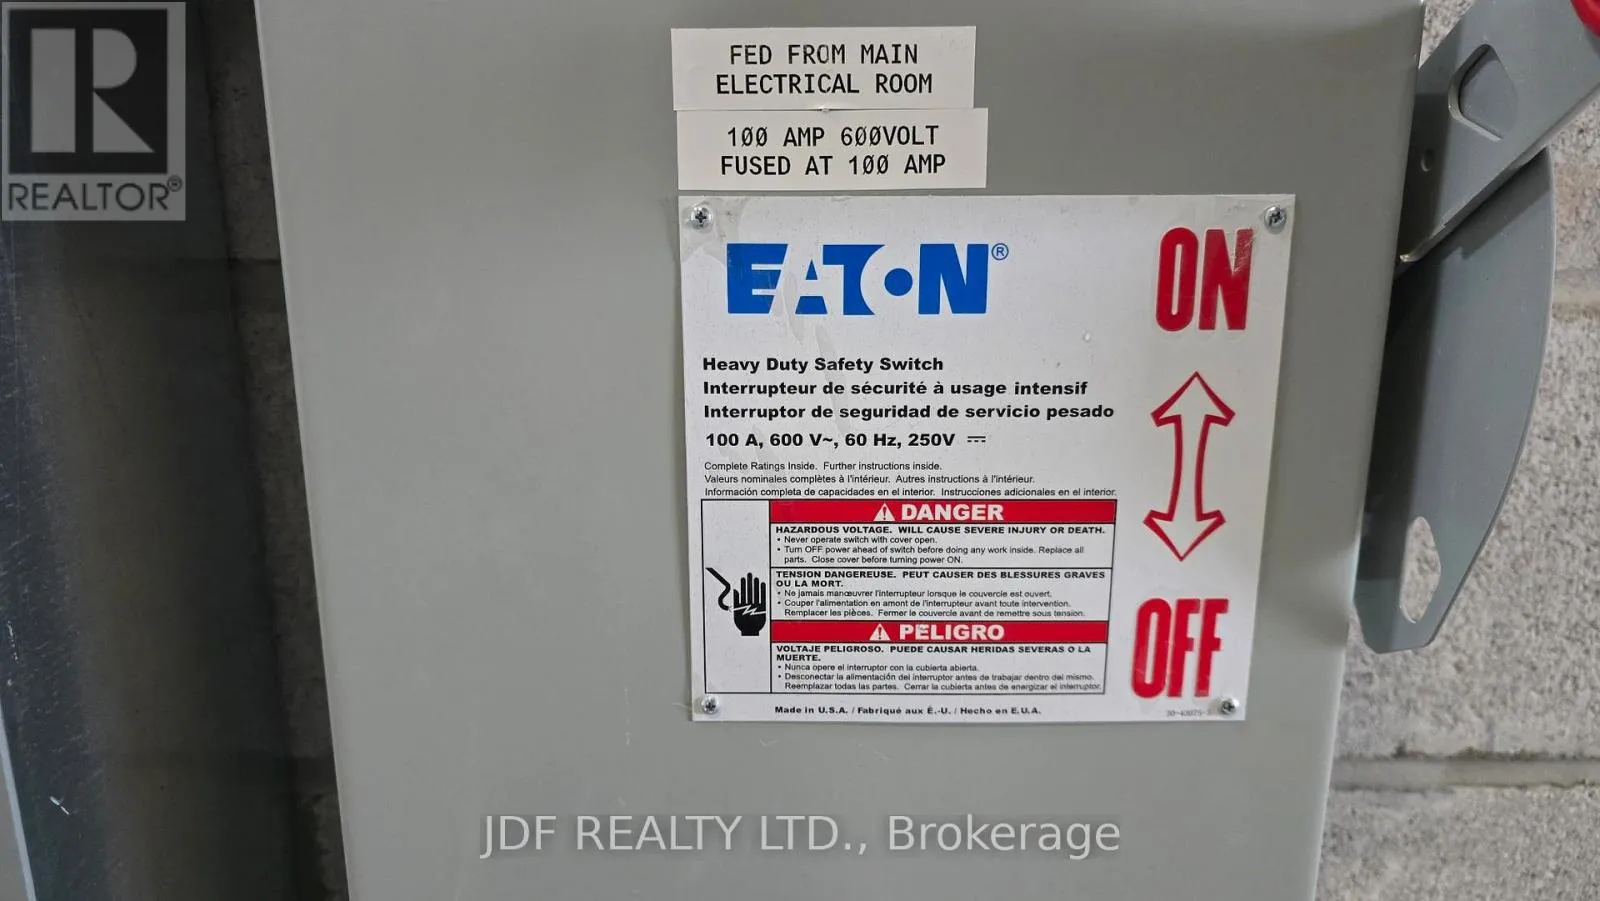 REALTOR®
FED FROM MAIN
ELECTRICAL ROOM
100 AMP 600VOLT
FUSED AT 100 AMP
EATON®
ON
Heavy Duty Safety Switch
Interrupteur de sécurité à usage intensif
Interruptor de seguridad de servicio pesado
100 A, 600 V~, 60 Hz, 250V ⎓
Complete Ratings Inside. Further instructions inside.
Valeurs nominales complètes à l'intérieur. Autres instructions à l'intérieur.
Información completa de capacidades en el interior. Instrucciones adicionales en el interior.
⚠ DANGER
HAZARDOUS VOLTAGE. WILL CAUSE SEVERE INJURY OR DEATH.
• Never operate switch with cover open.
• Turn OFF power ahead of switch before doing any work inside. Replace all
parts. Close cover before turning power ON.
TENSION DANGEREUSE. PEUT CAUSER DES BLESSURES GRAVES
OU LA MORT.
• Ne jamais manœuvrer l'interrupteur lorsque le couvercle est ouvert.
• Couper l'alimentation en amont de l'interrupteur avant toute intervention.
Remplacer les pièces. Fermer le couvercle avant de remettre sous tension.
⚠ PELIGRO
VOLTAJE PELIGROSO. PUEDE CAUSAR HERIDAS SEVERAS O LA
MUERTE.
• Nunca opere el interruptor con la cubierta abierta.
• Desconectar la alimentación del interruptor antes de trabajar dentro del mismo.
Reemplazar todas las partes. Cerrar la cubierta antes de energizar el interruptor.
OFF
Made in U.S.A. / Fabriqué aux É.-U. / Hecho en E.U.A.
JDF REALTY LTD., Brokerage